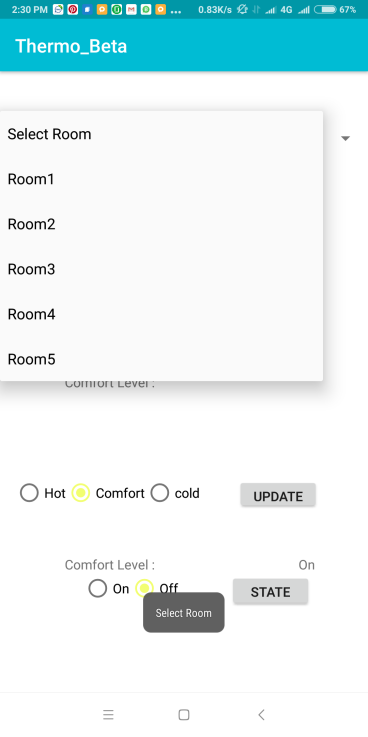 2:30 PM ... 0.83K/s 4G 67%
Thermo_Beta
Select Room
Room1
Room2
Room3
Room4
Room5
Comfort Level :
Hot Comfort cold UPDATE
Comfort Level : On
On Off STATE
Select Room